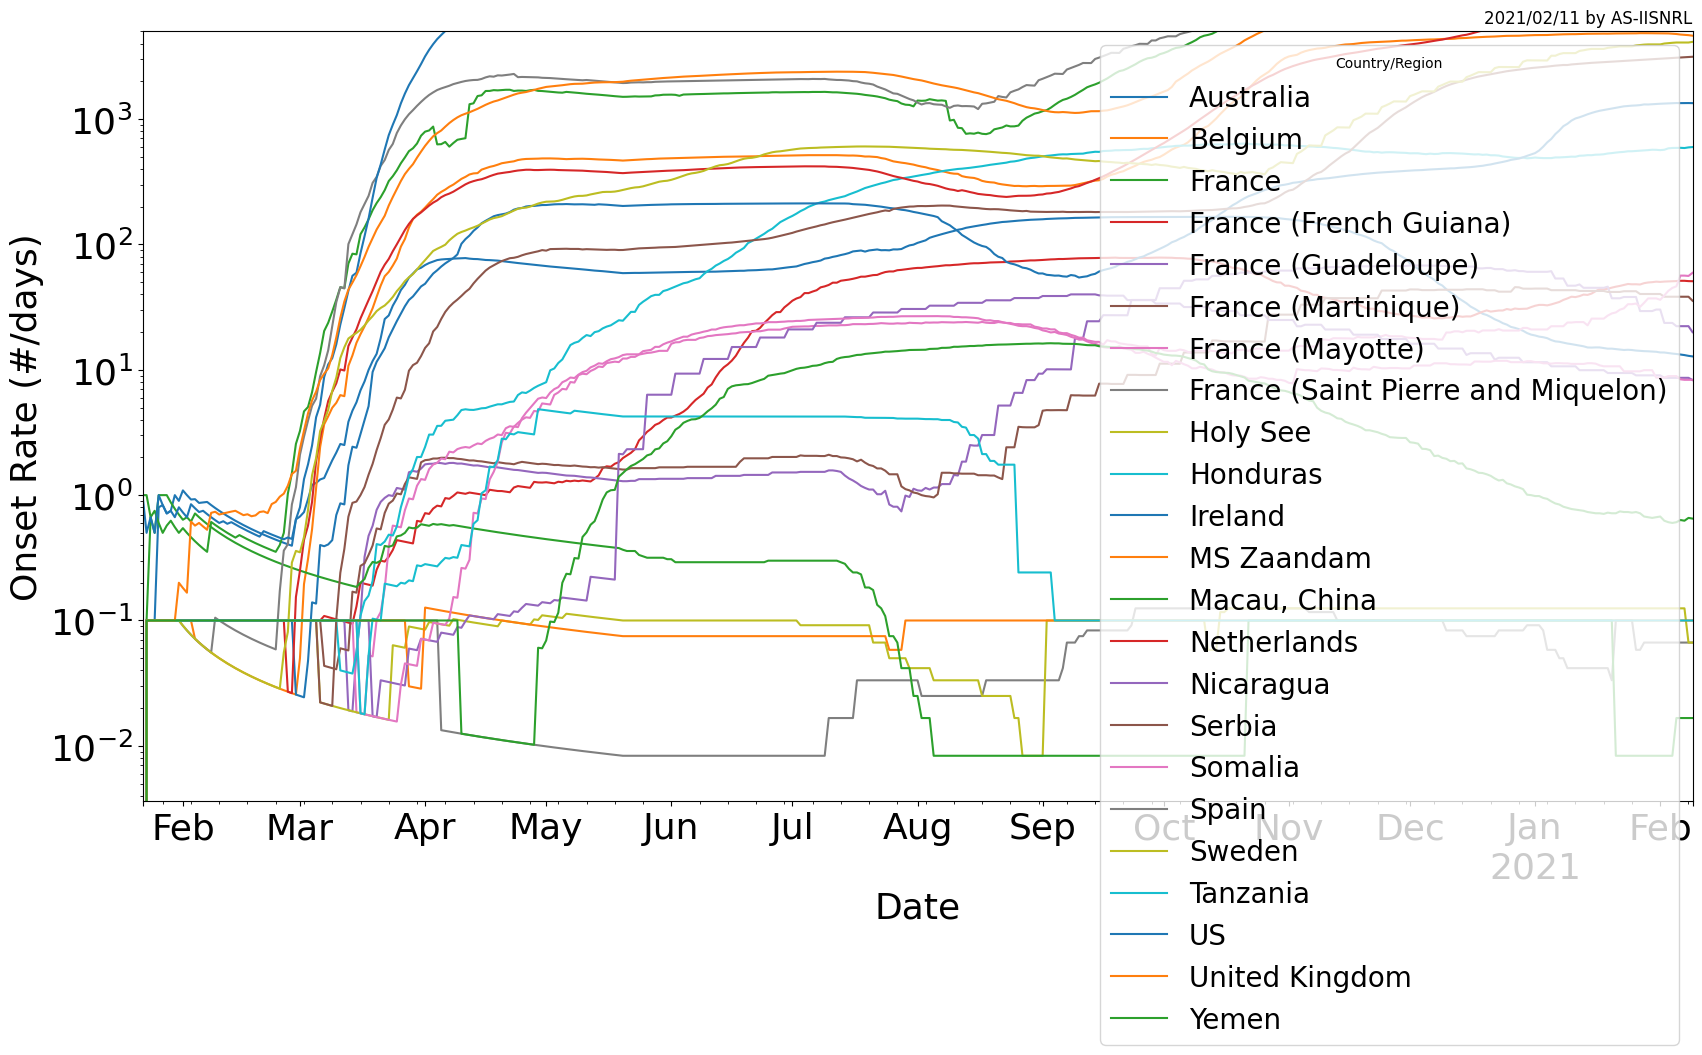 2021/02/11 by AS-IISNRL
Onset Rate (#/days)
10³
10²
10¹
10⁰
10⁻¹
10⁻²
Country/Region
Australia
Belgium
France
France (French Guiana)
France (Guadeloupe)
France (Martinique)
France (Mayotte)
France (Saint Pierre and Miquelon)
Holy See
Honduras
Ireland
MS Zaandam
Macau, China
Netherlands
Nicaragua
Serbia
Somalia
Spain
Sweden
Tanzania
US
United Kingdom
Yemen
Feb Mar Apr May Jun Jul Aug Sep Oct Nov Dec Jan Feb
2021
Date